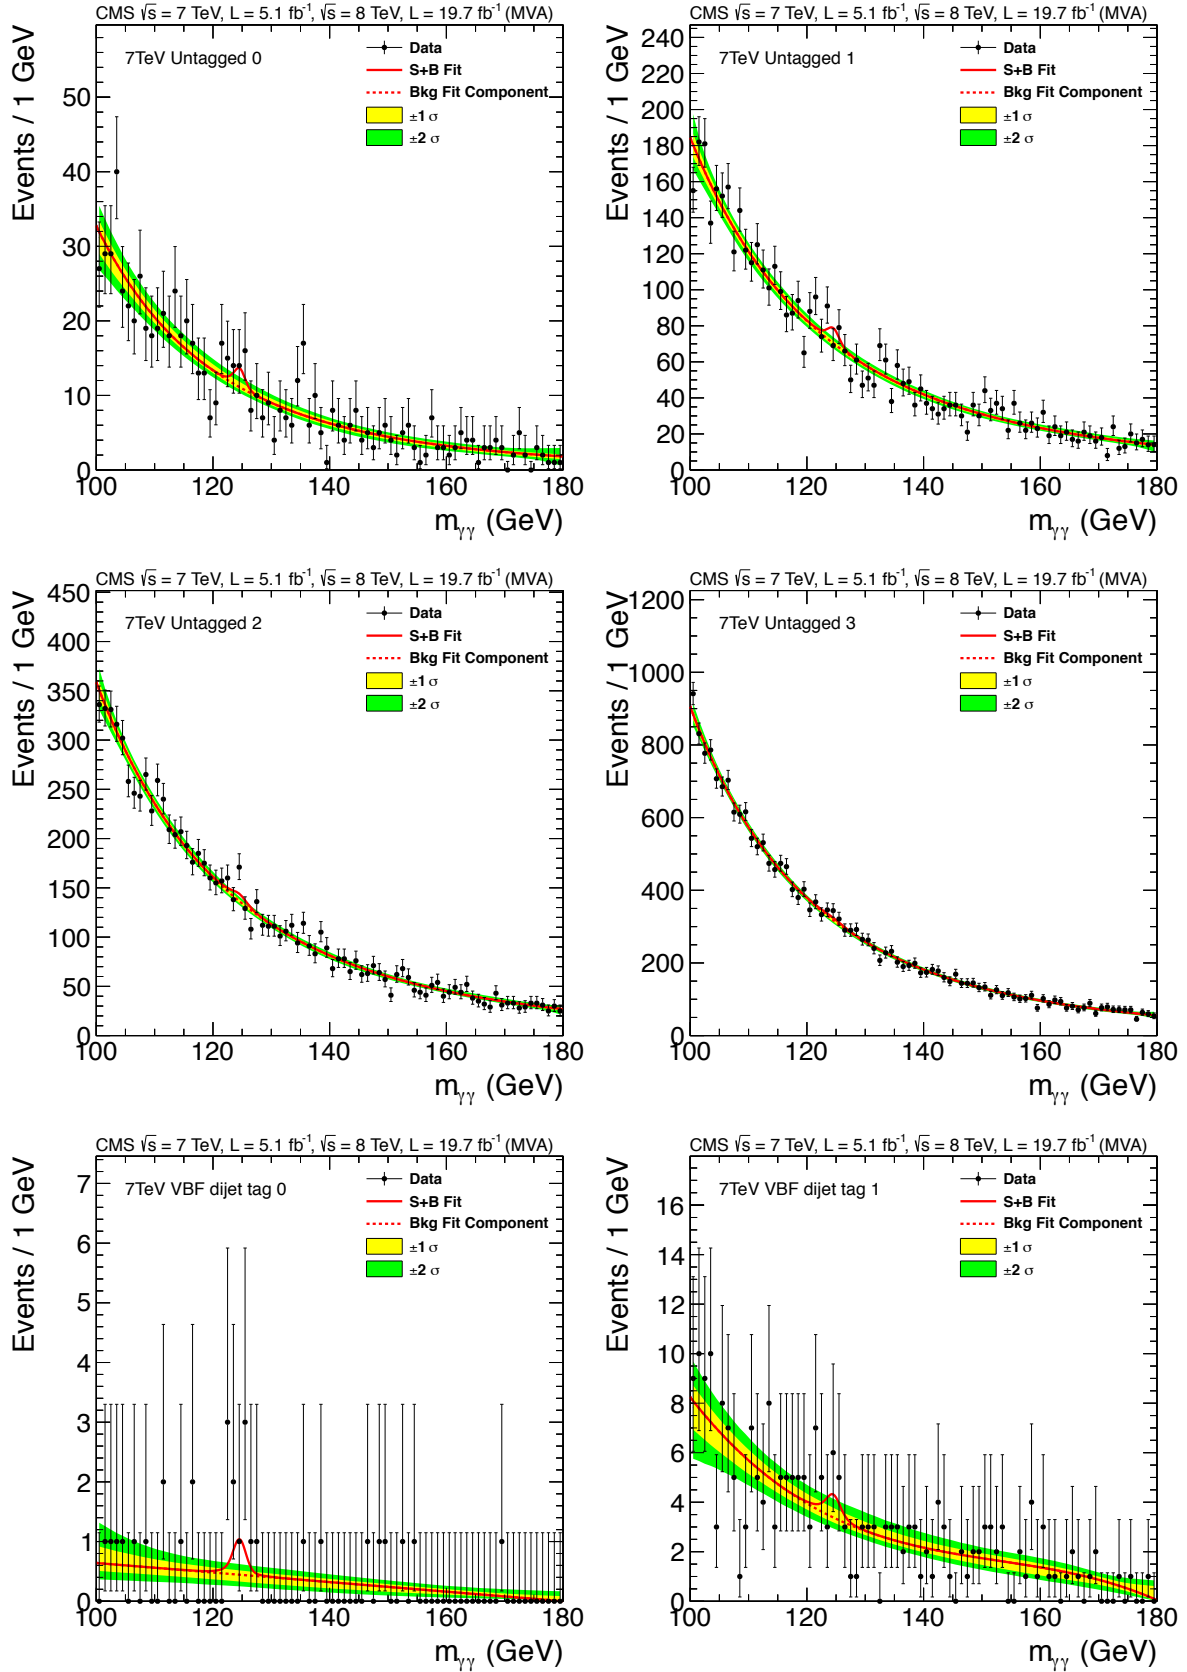 CMS √s = 7 TeV, L = 5.1 fb⁻¹, √s = 8 TeV, L = 19.7 fb⁻¹ (MVA)
7TeV Untagged 0
Data
S+B Fit
Bkg Fit Component
±1 σ
±2 σ
Events / 1 GeV
50
40
30
20
10
0
100 120 140 160 180
mγγ (GeV)
CMS √s = 7 TeV, L = 5.1 fb⁻¹, √s = 8 TeV, L = 19.7 fb⁻¹ (MVA)
7TeV Untagged 1
Data
S+B Fit
Bkg Fit Component
±1 σ
±2 σ
Events / 1 GeV
240
220
200
180
160
140
120
100
80
60
40
20
0
100 120 140 160 180
mγγ (GeV)
CMS √s = 7 TeV, L = 5.1 fb⁻¹, √s = 8 TeV, L = 19.7 fb⁻¹ (MVA)
7TeV Untagged 2
Data
S+B Fit
Bkg Fit Component
±1 σ
±2 σ
Events / 1 GeV
450
400
350
300
250
200
150
100
50
0
100 120 140 160 180
mγγ (GeV)
CMS √s = 7 TeV, L = 5.1 fb⁻¹, √s = 8 TeV, L = 19.7 fb⁻¹ (MVA)
7TeV Untagged 3
Data
S+B Fit
Bkg Fit Component
±1 σ
±2 σ
Events / 1 GeV
1200
1000
800
600
400
200
0
100 120 140 160 180
mγγ (GeV)
CMS √s = 7 TeV, L = 5.1 fb⁻¹, √s = 8 TeV, L = 19.7 fb⁻¹ (MVA)
7TeV VBF dijet tag 0
Data
S+B Fit
Bkg Fit Component
±1 σ
±2 σ
Events / 1 GeV
7
6
5
4
3
2
1
0
100 120 140 160 180
mγγ (GeV)
CMS √s = 7 TeV, L = 5.1 fb⁻¹, √s = 8 TeV, L = 19.7 fb⁻¹ (MVA)
7TeV VBF dijet tag 1
Data
S+B Fit
Bkg Fit Component
±1 σ
±2 σ
Events / 1 GeV
16
14
12
10
8
6
4
2
0
100 120 140 160 180
mγγ (GeV)